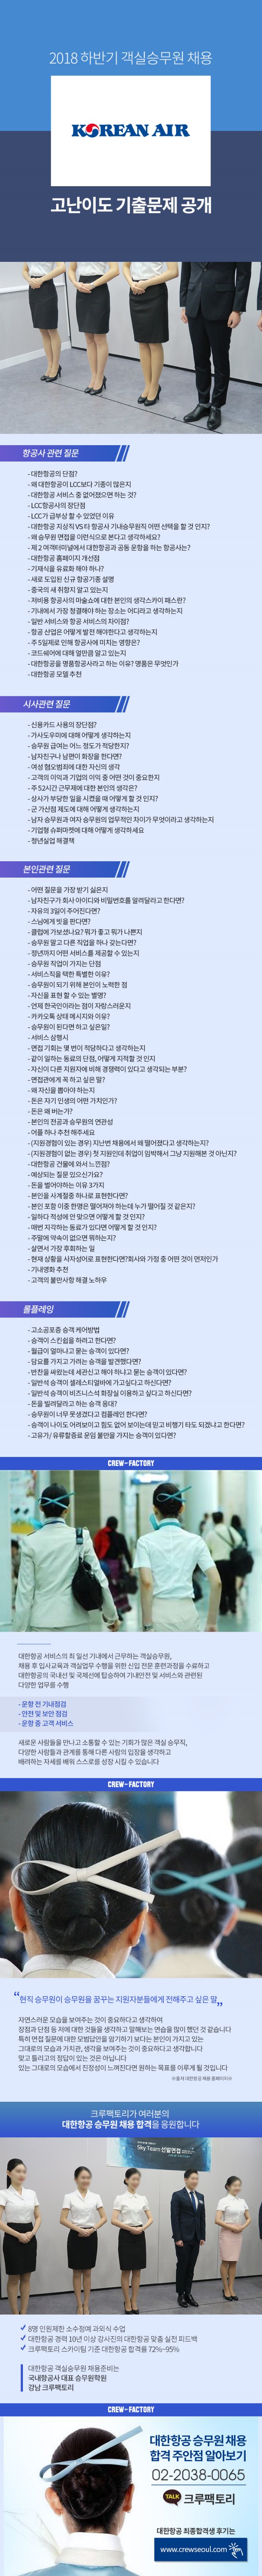 2018 하반기 객실승무원 채용
KOREAN AIR
고난이도 기출문제 공개
항공사 관련 질문
- 대한항공의 단점?
- 왜 대한항공이 LCC보다 기종이 많은지
- 대한항공 서비스 중 없어졌으면 하는 것?
- LCC항공사의 장단점
- LCC가 급부상 할 수 있었던 이유
- 대한항공 지상직 VS 타 항공사 기내승무원직 어떤 선택을 할 것 인지?
- 왜 승무원 면접을 이런식으로 본다고 생각하세요?
- 제 2 여객터미널에서 대한항공과 공동 운항을 하는 항공사는?
- 대한항공 홈페이지 개선점
- 기재식을 유료화 해야 하나?
- 새로 도입된 신규 항공기종 설명
- 중국의 새 취항지 알고 있는지
- 저비용 항공사의 마술쇼에 대한 본인의 생각스카이 패스란?
- 기내에서 가장 청결해야 하는 장소는 어디라고 생각하는지
- 일반 서비스와 항공 서비스의 차이점?
- 항공 산업은 어떻게 발전 해야한다고 생각하는지
- 주 5일제로 인해 항공사에 미치는 영향은?
- 코드쉐어에 대해 얼만큼 알고 있는지
- 대한항공을 명품항공사라고 하는 이유? 명품은 무엇인가
- 대한항공 모델 추천
시사관련 질문
- 신용카드 사용의 장단점?
- 가사도우미에 대해 어떻게 생각하는지
- 승무원 급여는 어느 정도가 적당한지?
- 남자친구나 남편이 화장을 한다면?
- 여성 혐오범죄에 대한 자신의 생각
- 고객의 이익과 기업의 이익 중 어떤 것이 중요한지
- 주 52시간 근무제에 대한 본인의 생각은?
- 상사가 부당한 일을 시켰을 때 어떻게 할 것 인지?
- 군 가산점 제도에 대해 어떻게 생각하는지
- 남자 승무원과 여자 승무원의 업무적인 차이가 무엇이라고 생각하는지
- 기업형 슈퍼마켓에 대해 어떻게 생각하세요
- 청년실업 해결책
본인관련 질문
- 어떤 질문을 가장 받기 싫은지
- 남자친구가 회사 아이디와 비밀번호를 알려달라고 한다면?
- 자유의 3일이 주어진다면?
- 스님에게 빗을 판다면?
- 클럽에 가보셨나요? 뭐가 좋고 뭐가 나쁜지
- 승무원 말고 다른 직업을 하나 갖는다면?
- 정년까지 어떤 서비스를 제공할 수 있는지
- 승무원 직업이 가지는 단점
- 서비스직을 택한 특별한 이유?
- 승무원이 되기 위해 본인이 노력한 점
- 자신을 표현 할 수 있는 별명?
- 언제 한국인이라는 점이 자랑스러운지
- 카카오톡 상태 메시지와 이유?
- 승무원이 된다면 하고 싶은일?
- 서비스 삼행시
- 면접 기회는 몇 번이 적당하다고 생각하는지
- 같이 일하는 동료의 단점, 어떻게 지적할 것 인지
- 자신이 다른 지원자에 비해 경쟁력이 있다고 생각되는 부분?
- 면접관에게 꼭 하고 싶은 말?
- 왜 자신을 뽑아야 하는지
- 돈은 자기 인생의 어떤 가치인가?
- 돈은 왜 버는가?
- 본인의 전공과 승무원의 연관성
- 어플 하나 추천 해주세요
- (지원경험이 있는 경우) 지난번 채용에서 왜 떨어졌다고 생각하는지?
- (지원경험이 없는 경우) 첫 지원인데 취업이 임박해서 그냥 지원해본 것 아닌지?
- 대한항공 건물에 와서 느낀점?
- 예상되는 질문 있으신가요?
- 돈을 벌어야하는 이유 3가지
- 본인을 사계절중 하나로 표현한다면?
- 본인 포함 이중 한명은 떨어져야 하는데 누가 떨어질 것 같은지?
- 일하다 적성에 안 맞으면 어떻게 할 것 인지?
- 매번 지각하는 동료가 있다면 어떻게 할 것 인지?
- 주말에 약속이 없으면 뭐하는지?
- 살면서 가장 후회하는 일
- 현재 상황을 사자성어로 표현한다면?회사와 가정 중 어떤 것이 먼저인가
- 기내영화 추천
- 고객의 불만사항 해결 노하우
롤플레잉
- 고소공포증 승객 케어방법
- 승객이 스킨쉽을 하려고 한다면?
- 월급이 얼마냐고 묻는 승객이 있다면?
- 담요를 가지고 가려는 승객을 발견했다면?
- 반찬을 싸왔는데 세관신고 해야 하냐고 묻는 승객이 있다면?
- 일반석 승객이 셀레스티얼바에 가고싶다고 하신다면?
- 일반석 승객이 비즈니스석 화장실 이용하고 싶다고 하신다면?
- 돈을 빌려달라고 하는 승객 응대?
- 승무원이 너무 못생겼다고 컴플레인 한다면?
- 승객이 나이도 어려보이고 힘도 없어 보이는데 믿고 비행기 타도 되겠냐고 한다면?
- 고유가/ 유류할증료 운임 불만을 가지는 승객이 있다면?
CREW-FACTORY
대한항공 서비스의 최 일선 기내에서 근무하는 객실승무원,
채용 후 입사교육과 객실업무 수행을 위한 신입 전문 훈련과정을 수료하고
대한항공의 국내선 및 국제선에 탑승하여 기내안전 및 서비스와 관련된
다양한 업무를 수행
- 운항 전 기내점검
- 안전 및 보안 점검
- 운항 중 고객 서비스
새로운 사람들을 만나고 소통할 수 있는 기회가 많은 객실 승무직,
다양한 사람들과 관계를 통해 다른 사람의 입장을 생각하고
배려하는 자세를 배워 스스로를 성장 시킬 수 있습니다
CREW-FACTORY
“현직 승무원이 승무원을 꿈꾸는 지원자분들에게 전해주고 싶은 말„
자연스러운 모습을 보여주는 것이 중요하다고 생각하여
장점과 단점 등 저에 대한 것들을 생각하고 말해보는 연습을 많이 했던 것 같습니다
특히 면접 질문에 대한 모범답안을 암기하기 보다는 본인이 가지고 있는
그대로의 모습과 가치관, 생각을 보여주는 것이 중요하다고 생각합니다
맞고 틀리고의 정답이 있는 것은 아닙니다
있는 그대로의 모습에서 진정성이 느껴진다면 원하는 목표를 이루게 될 것입니다
※출처 대한항공 채용 홈페이지※
크루팩토리가 여러분의
대한항공 승무원 채용 합격을 응원합니다
Sky Team 선발면접
8명 인원제한 소수정예 과외식 수업
대한항공 경력 10년 이상 강사진의 대한항공 맞춤 실전 피드백
크루팩토리 스카이팀 기준 대한항공 합격률 72%~95%
대한항공 객실승무원 채용준비는
국내항공사 대표 승무원학원
강남 크루팩토리
CREW-FACTORY
대한항공 승무원 채용
합격 주안점 알아보기
02-2038-0065
TALK 크루팩토리
대한항공 최종합격생 후기는
www.crewseoul.com